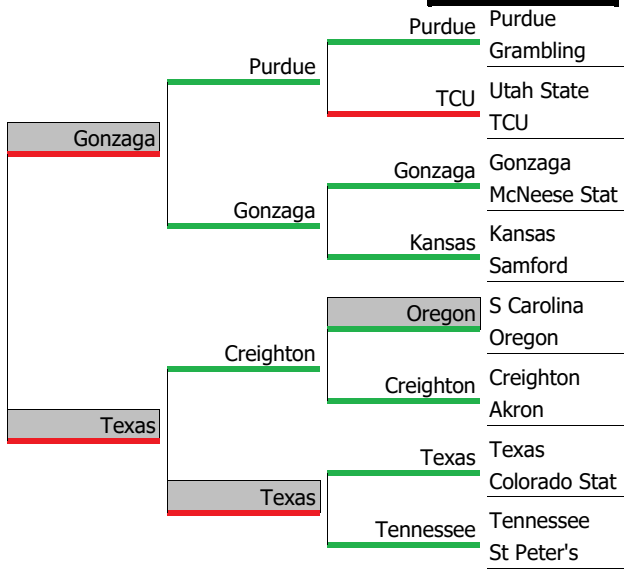 Purdue
Purdue
Grambling
Purdue
Utah State
TCU
TCU
Gonzaga
Gonzaga
Gonzaga
McNeese Stat
Gonzaga
Kansas
Kansas
Samford
S Carolina
Oregon
Oregon
Creighton
Creighton
Creighton
Akron
Texas
Texas
Texas
Colorado Stat
Texas
Tennessee
Tennessee
St Peter's